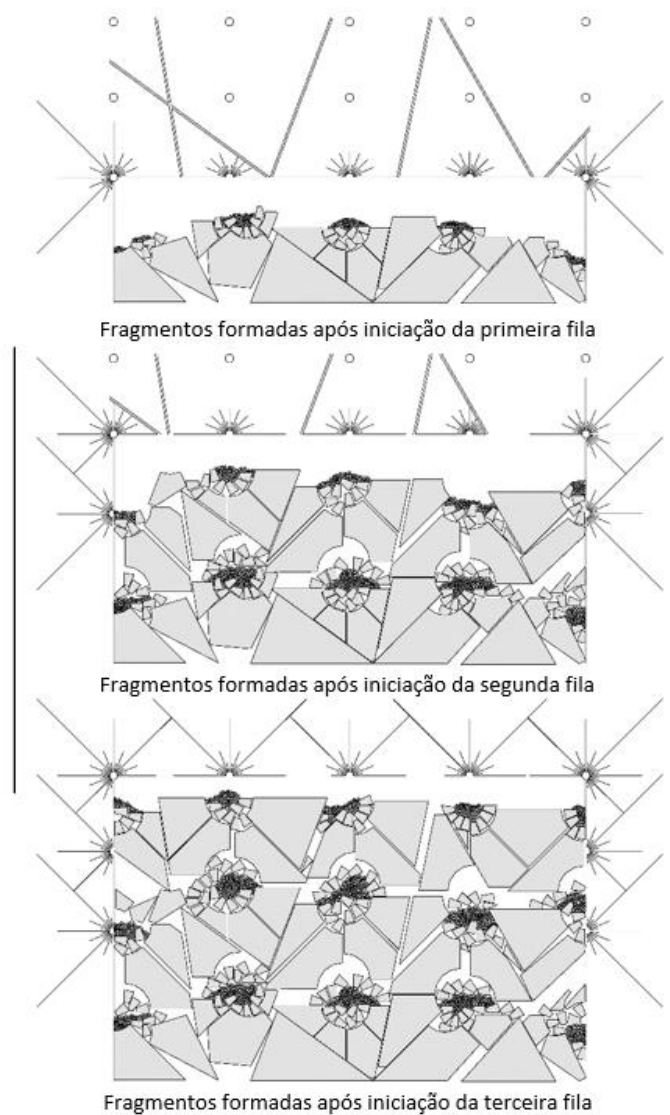 Fragmentos formadas após iniciação da primeira fila
Fragmentos formadas após iniciação da segunda fila
Fragmentos formadas após iniciação da terceira fila